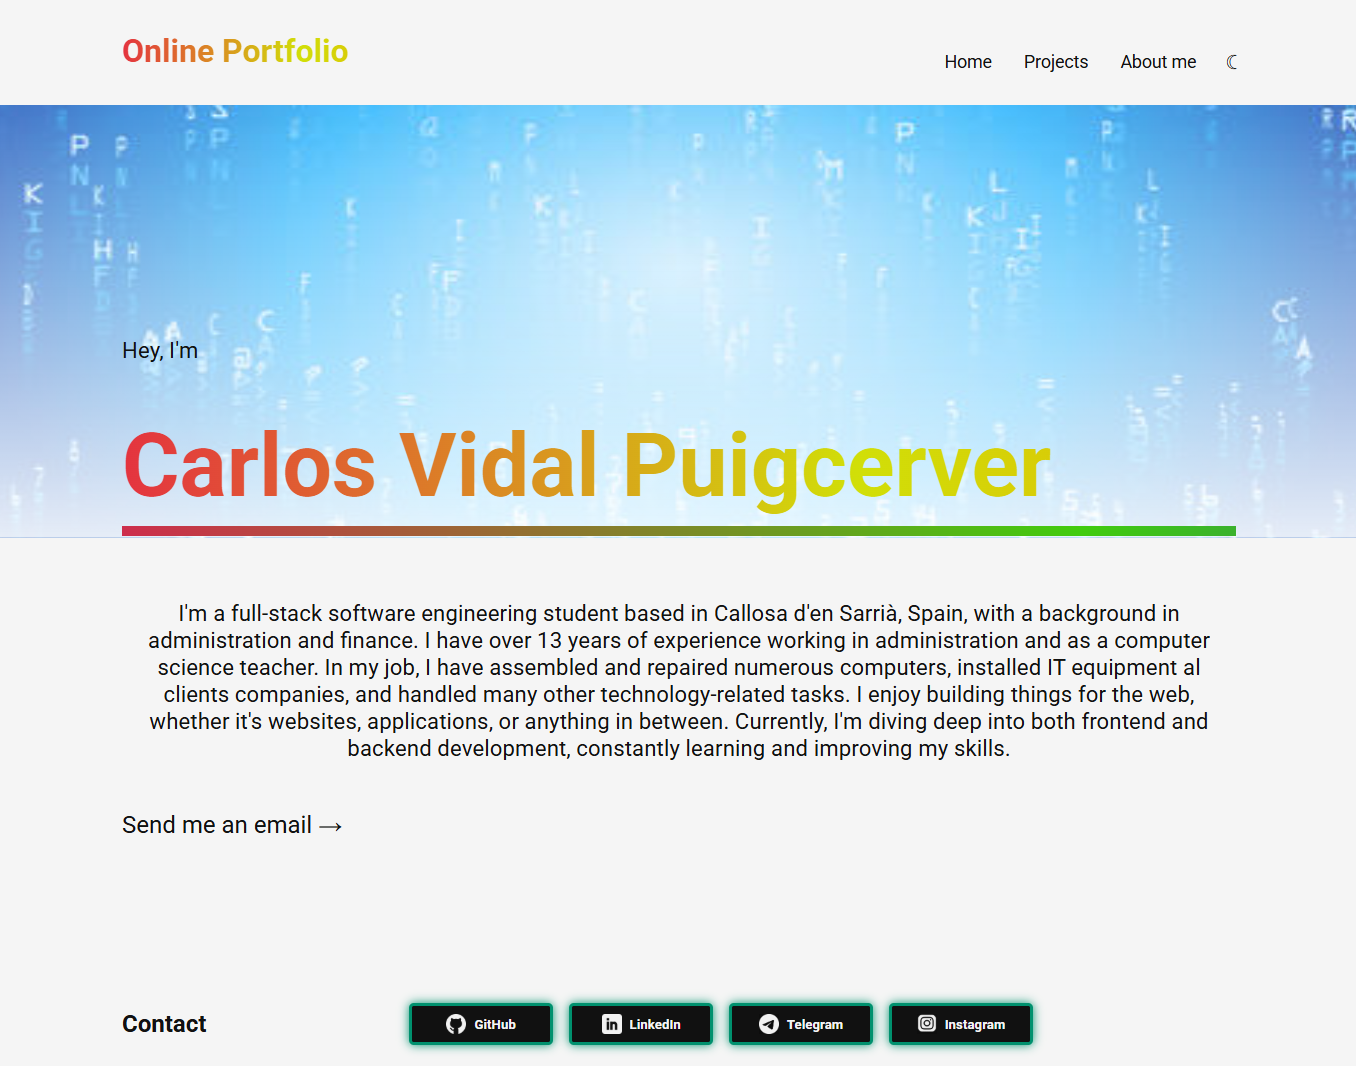 Online Portfolio
Home Projects About me
Hey, I'm
Carlos Vidal Puigcerver
I'm a full-stack software engineering student based in Callosa d'en Sarrià, Spain, with a background in
administration and finance. I have over 13 years of experience working in administration and as a computer
science teacher. In my job, I have assembled and repaired numerous computers, installed IT equipment al
clients companies, and handled many other technology-related tasks. I enjoy building things for the web,
whether it's websites, applications, or anything in between. Currently, I'm diving deep into both frontend and
backend development, constantly learning and improving my skills.
Send me an email →
Contact GitHub LinkedIn Telegram Instagram